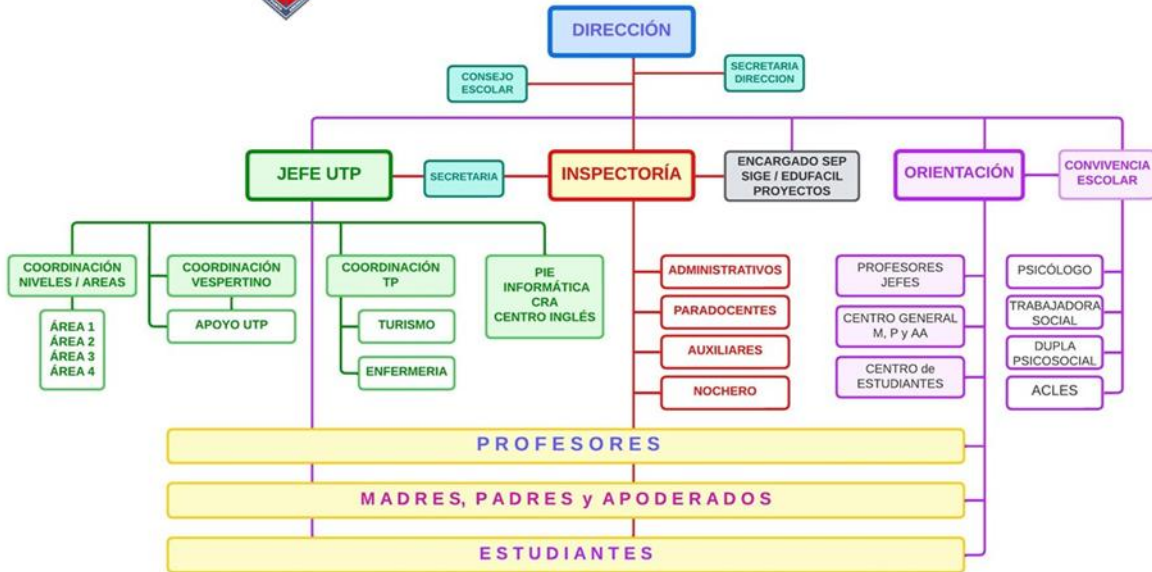 DIRECCIÓN
CONSEJO
ESCOLAR
SECRETARIA
DIRECCION
JEFE UTP
SECRETARIA
INSPECTORÍA
ENCARGADO SEP
SIGE / EDUFACIL
PROYECTOS
ORIENTACIÓN
CONVIVENCIA
ESCOLAR
COORDINACIÓN
NIVELES / AREAS
ÁREA 1
ÁREA 2
ÁREA 3
ÁREA 4
COORDINACIÓN
VESPERTINO
APOYO UTP
COORDINACIÓN
TP
TURISMO
ENFERMERIA
PIE
INFORMÁTICA
CRA
CENTRO INGLÉS
ADMINISTRATIVOS
PARADOCENTES
AUXILIARES
NOCHERO
PROFESORES
JEFES
CENTRO GENERAL
M, P y AA
CENTRO de
ESTUDIANTES
PSICÓLOGO
TRABAJADORA
SOCIAL
DUPLA
PSICOSOCIAL
ACLES
PROFESORES
MADRES, PADRES y APODERADOS
ESTUDIANTES